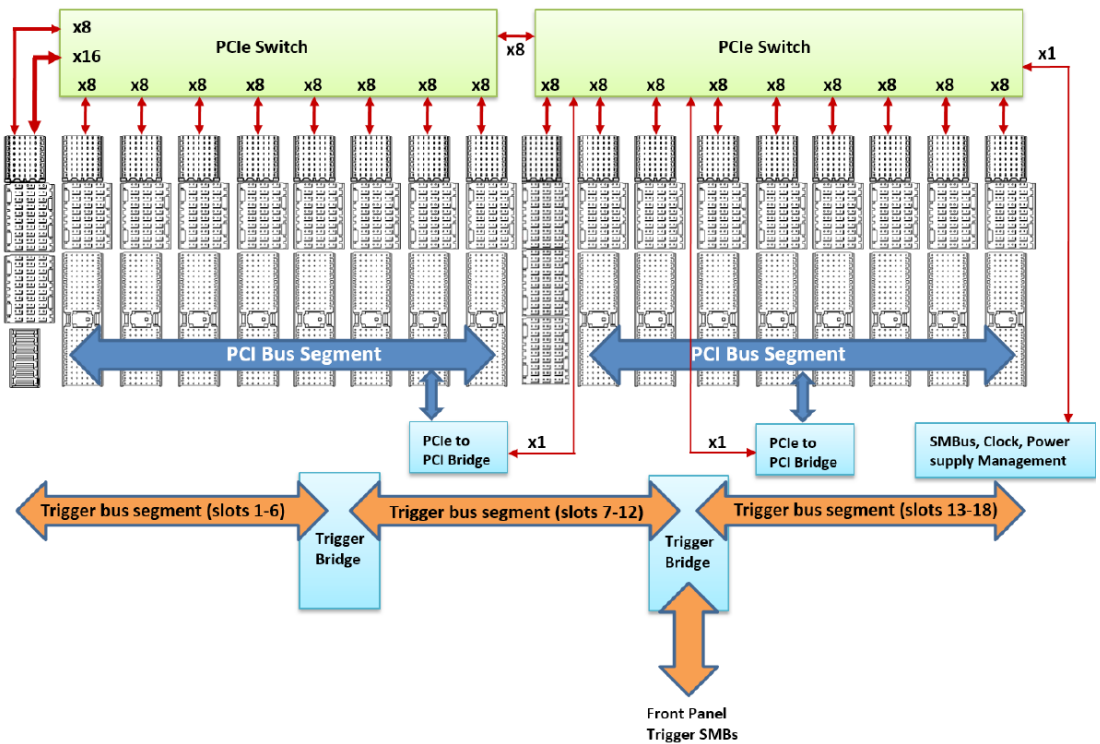 x8
PCIe Switch
x8
PCIe Switch
x1
x16
x8 x8 x8 x8 x8 x8 x8 x8
x8 x8 x8 x8 x8 x8 x8 x8 x8
PCI Bus Segment
PCI Bus Segment
PCIe to
PCI Bridge
x1
x1
PCIe to
PCI Bridge
SMBus, Clock, Power
supply Management
Trigger bus segment (slots 1-6)
Trigger bus segment (slots 7-12)
Trigger bus segment (slots 13-18)
Trigger
Bridge
Trigger
Bridge
Front Panel
Trigger SMBs